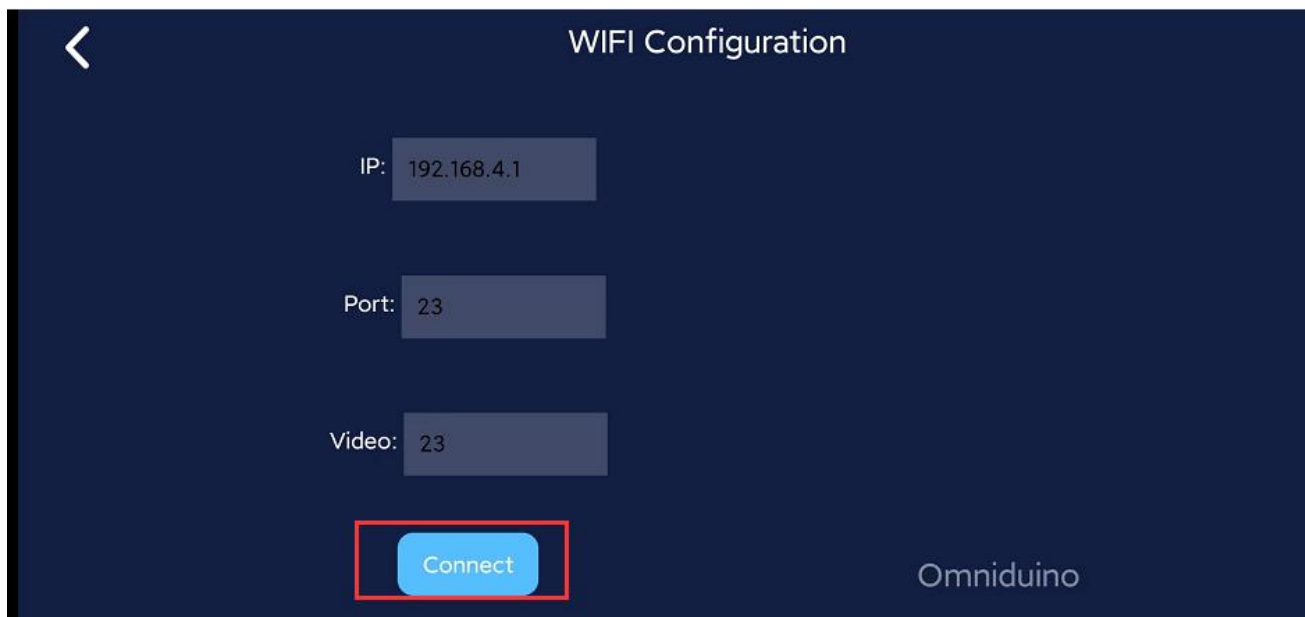 WIFI Configuration
IP: 192.168.4.1
Port: 23
Video: 23
Connect
Omniduino